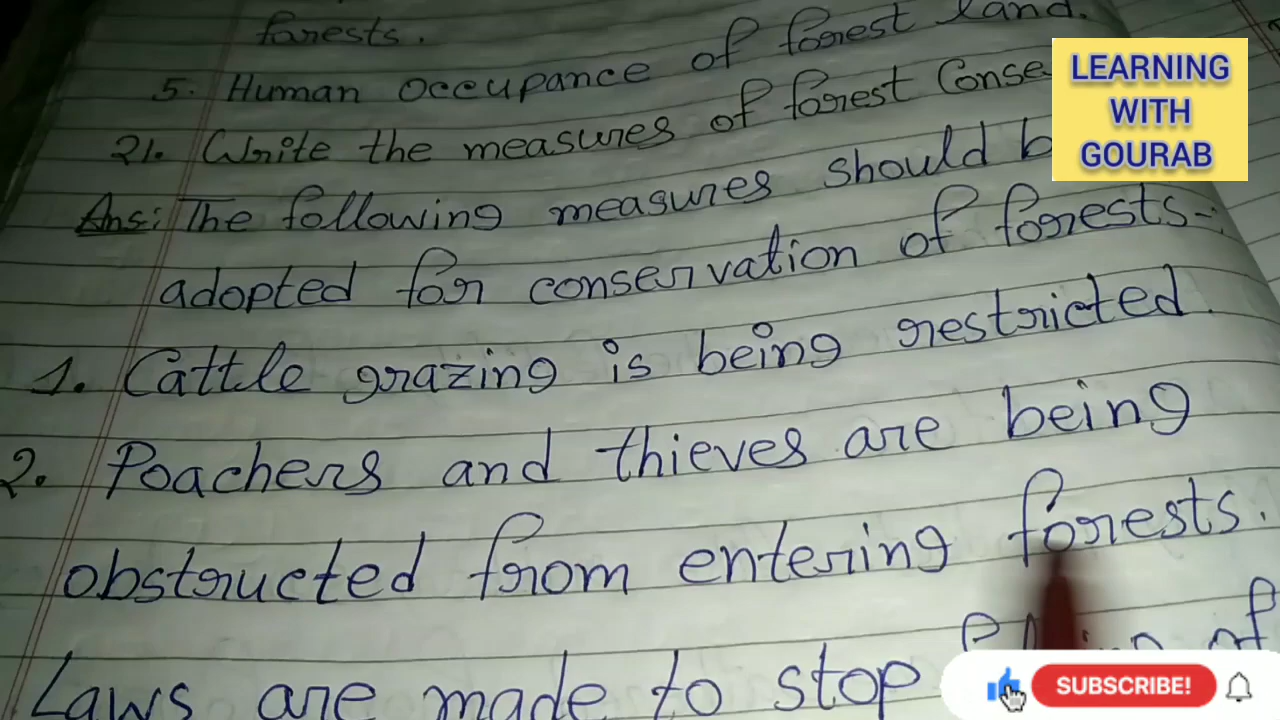 forests.
5. Human Occupance of forest land.
21. Write the measures of forest Conse
Ans: The following measures should b
adopted for conservation of forests-:
1. Cattle grazing is being restricted.
2. Poachers and thieves are being
obstructed from entering forests.
Laws are made to stop of
LEARNING
WITH
GOURAB
SUBSCRIBE!